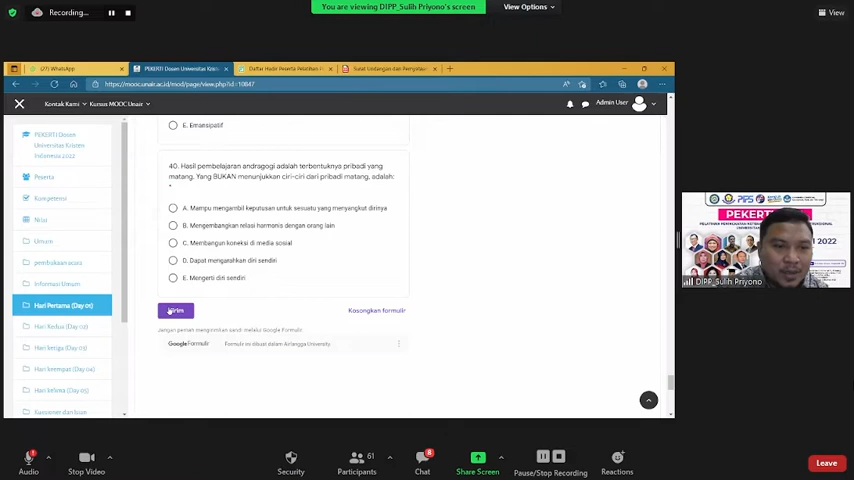 Recording...
You are viewing DIPP_Sulih Priyono's screen
View Options
View
(27) WhatsApp
PEKERTI Dosen Universitas Kriste
Daftar Hadir Peserta Pelatihan
Surat Undangan dan Pernyataan
https://mooc.unair.ac.id/mod/page/view.php?id=10847
Kontak Kami
Kursus MOOC Unair
Admin User
PEKERTI Dosen
Universitas Kristen
Indonesia 2022
Peserta
Kompetensi
Nilai
Umum
pembukaan acara
Informasi Umum
Hari Pertama (Day 01)
Hari Kedua (Day 02)
Hari ketiga (Day 03)
Hari keempat (Day 04)
Hari Kelima (Day 05)
E. Emansipatif
40. Hasil pembelajaran andragogi adalah terbentuknya pribadi yang
matang. Yang BUKAN menunjukkan ciri-ciri dari pribadi matang, adalah:
*
A. Mampu mengambil keputusan untuk sesuatu yang menyangkut dirinya
B. Mengembangkan relasi harmonis dengan orang lain
C. Membangun koneksi di media sosial
D. Dapat mengarahkan diri sendiri
E. Mengerti diri sendiri
Kirim
Kosongkan formulir
Jangan pernah mengirimkan sandi melalui Google Formulir.
Google Formulir
Formulir ini dibuat dalam Airlangga University.
PEKERTI
DIPP_Sulih Priyono
Audio
Stop Video
Security
61
Participants
8
Chat
Share Screen
Pause/Stop Recording
Reactions
Leave